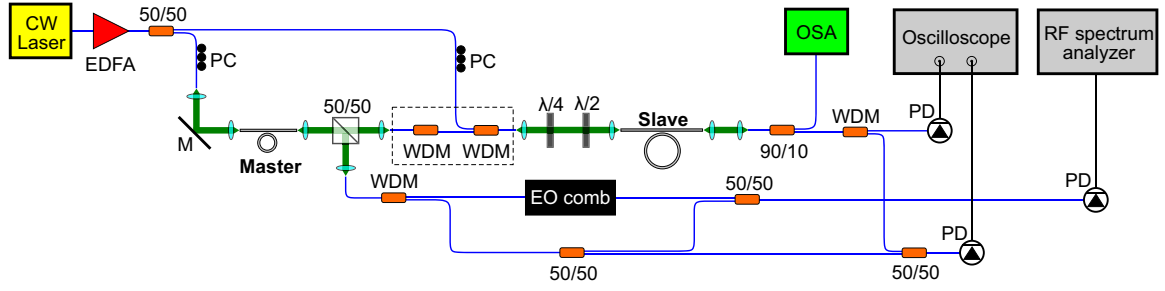 CW
Laser
EDFA
50/50
PC
PC
M
Master
50/50
WDM
WDM
λ/4
λ/2
Slave
OSA
90/10
WDM
PD
Oscilloscope
RF spectrum
analyzer
WDM
EO comb
50/50
PD
50/50
50/50
PD